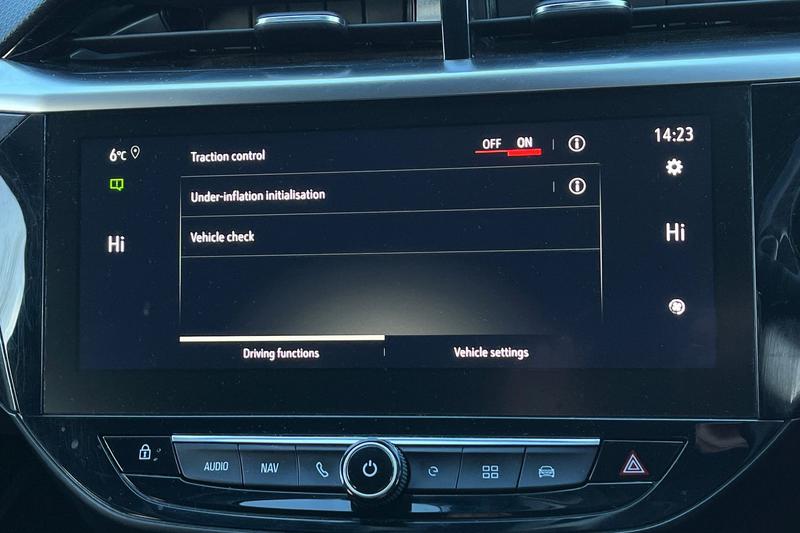 6°C
14:23
Traction control
OFF ON
Under-inflation initialisation
Hi
Vehicle check
Hi
Driving functions
Vehicle settings
AUDIO
NAV